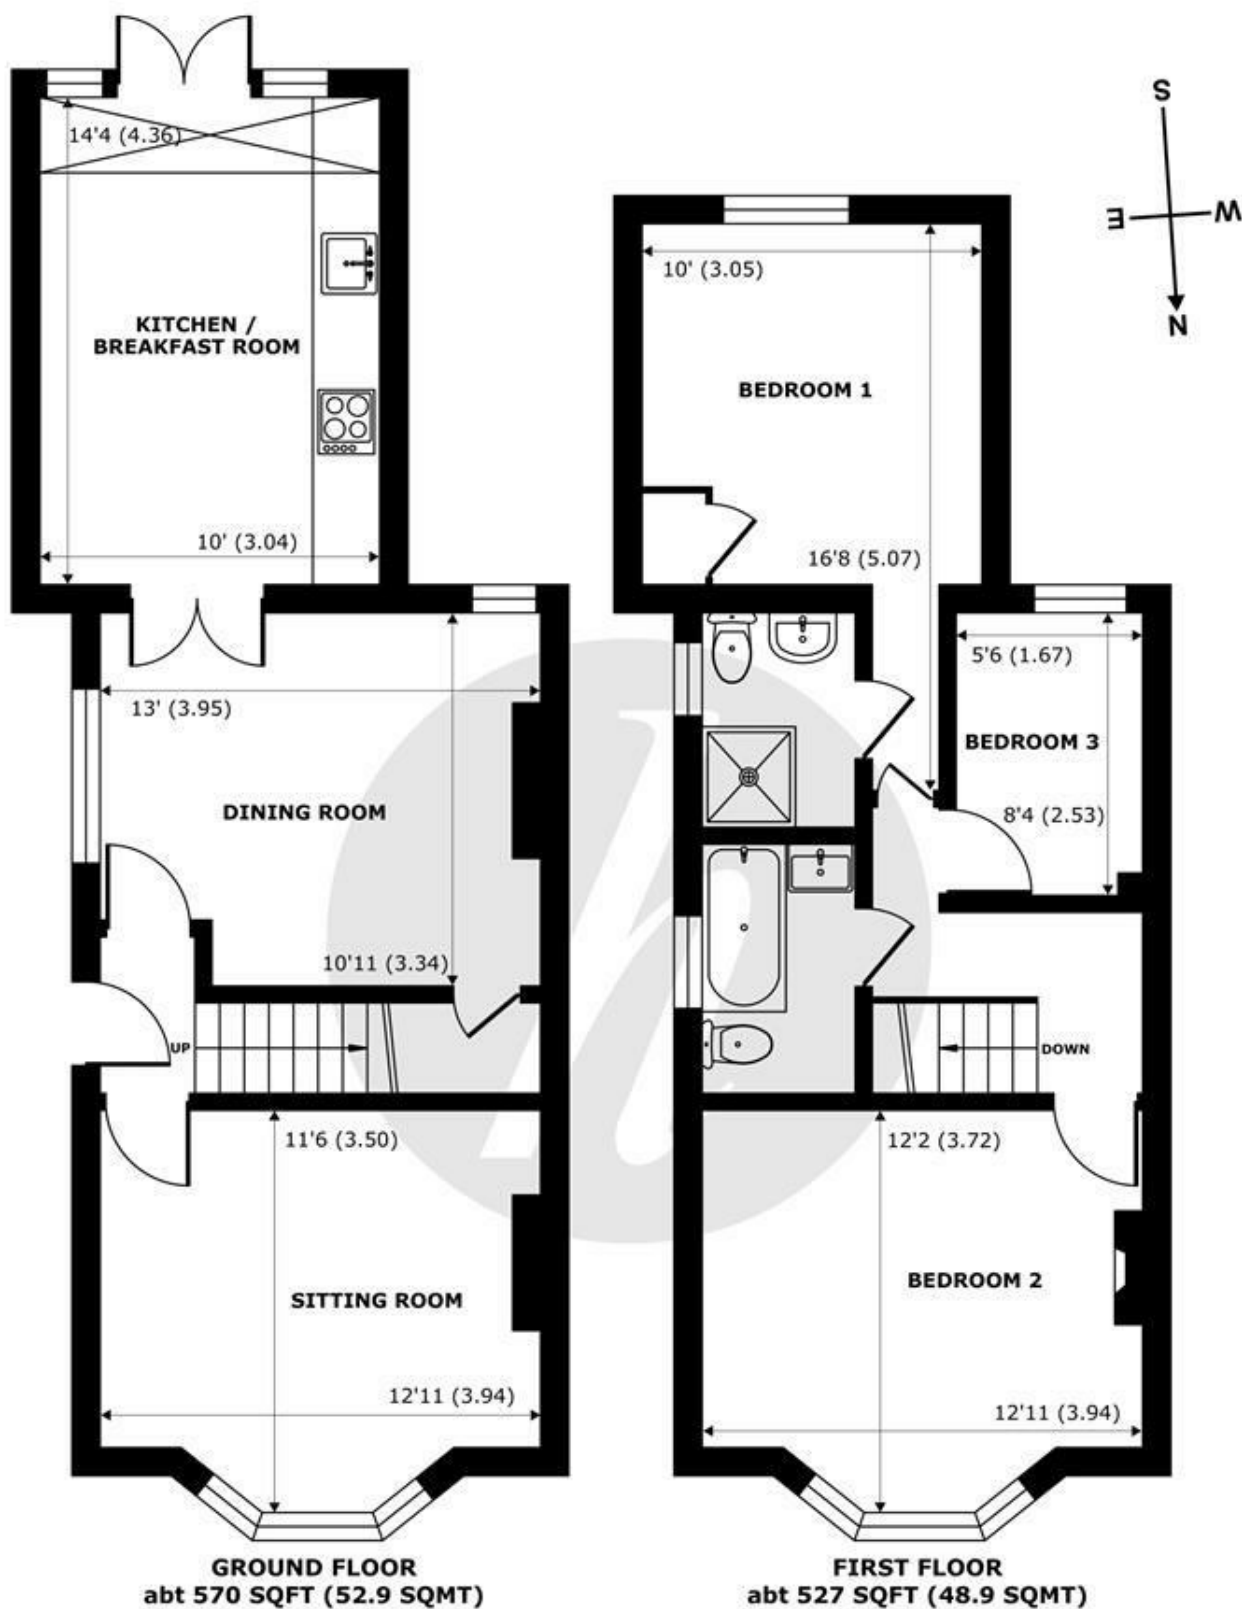 14'4 (4.36)
KITCHEN /
BREAKFAST ROOM
10' (3.04)
13' (3.95)
DINING ROOM
10'11 (3.34)
UP
11'6 (3.50)
SITTING ROOM
12'11 (3.94)
GROUND FLOOR
abt 570 SQFT (52.9 SQMT)
S
E
W
N
10' (3.05)
BEDROOM 1
16'8 (5.07)
5'6 (1.67)
BEDROOM 3
8'4 (2.53)
DOWN
12'2 (3.72)
BEDROOM 2
12'11 (3.94)
FIRST FLOOR
abt 527 SQFT (48.9 SQMT)
h